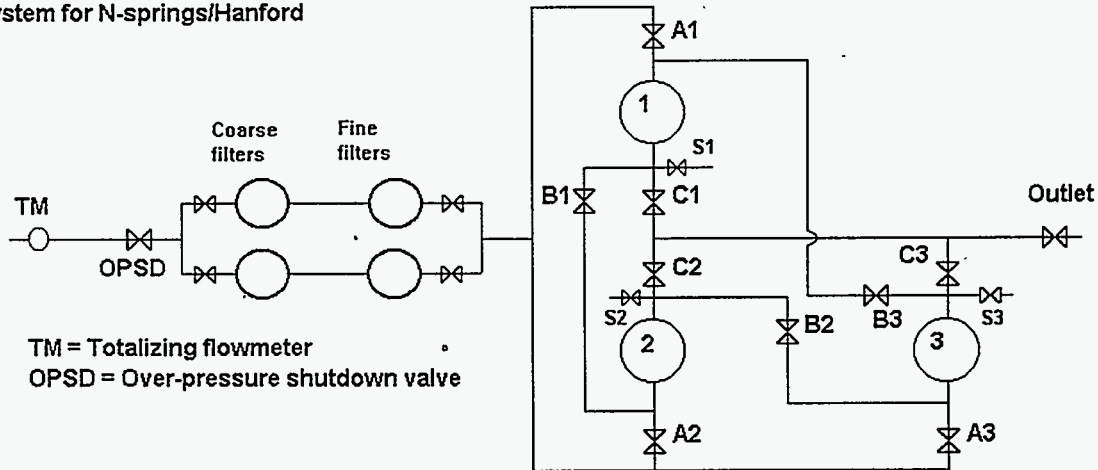 ystem for N-springs/Hanford
A1
1
Coarse
filters
Fine
filters
S1
B1
C1
TM
Outlet
OPSD
C2
C3
S2
B2
B3
S3
2
3
TM = Totalizing flowmeter
OPSD = Over-pressure shutdown valve
A2
A3